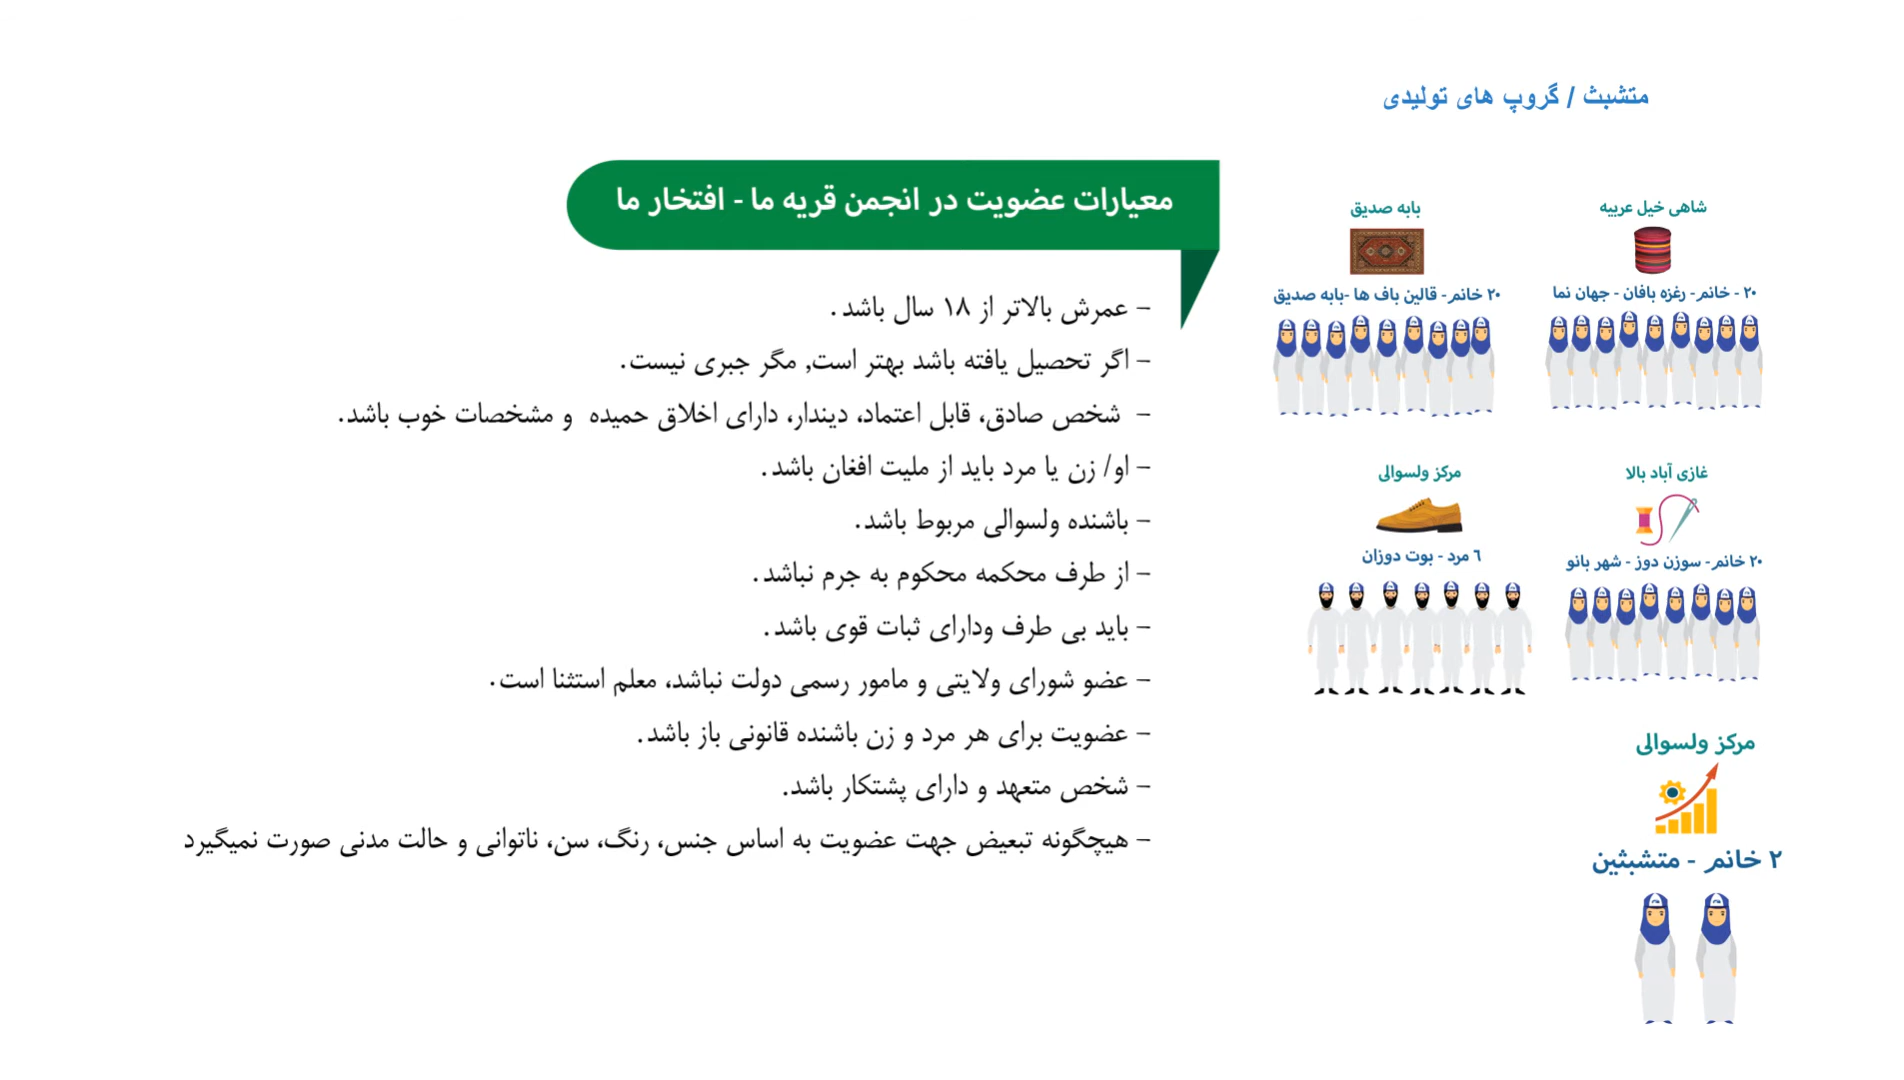 متشبث / گروپ های تولیدی
شاهی خیل عربیه
۲۰ - خانم- رغزه بافان - جهان نما
بابه صدیق
۲۰ خانم- قالین باف ها -بابه صدیق
غازی آباد بالا
۲۰ خانم- سوزن دوز - شهر بانو
مرکز ولسوالی
٦ مرد - بوت دوزان
مرکز ولسوالی
۲ خانم - متشبثین
معیارات عضویت در انجمن قریه ما - افتخار ما
– عمرش بالاتر از ۱۸ سال باشد.
– اگر تحصیل یافته باشد بهتر است, مگر جبری نیست.
– شخص صادق، قابل اعتماد، دیندار، دارای اخلاق حمیده و مشخصات خوب باشد.
– او/ زن یا مرد باید از ملیت افغان باشد.
– باشنده ولسوالی مربوط باشد.
– از طرف محکمه محکوم به جرم نباشد.
– باید بی طرف ودارای ثبات قوی باشد.
– عضو شورای ولایتی و مامور رسمی دولت نباشد، معلم استثنا است.
– عضویت برای هر مرد و زن باشنده قانونی باز باشد.
– شخص متعهد و دارای پشتکار باشد.
– هیچگونه تبعیض جهت عضویت به اساس جنس، رنگ، سن، ناتوانی و حالت مدنی صورت نمیگیرد